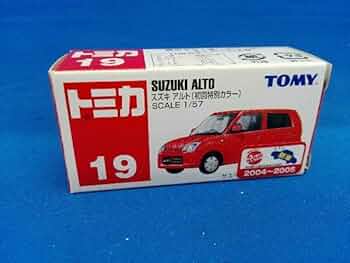 トミカ
19
TOMY
SUZUKI ALTO
スズキ アルト(初回特別カラー)
SCALE 1/57
トミカ
19
2004～2005